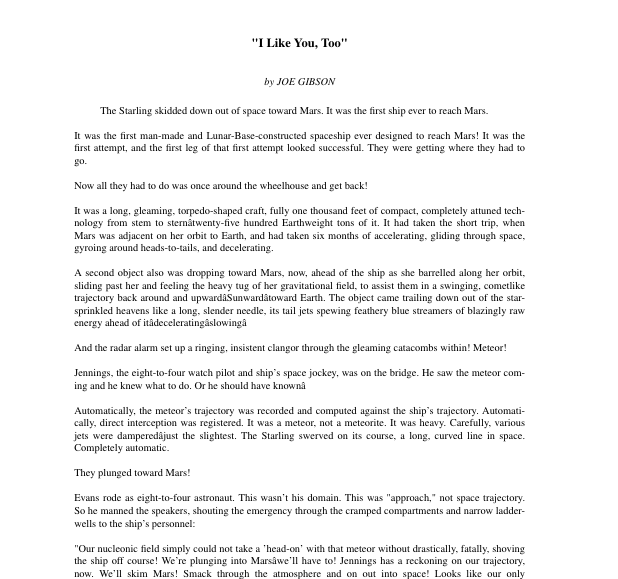 "I Like You, Too"
by JOE GIBSON
The Starling skidded down out of space toward Mars. It was the first ship ever to reach Mars.
It was the first man-made and Lunar-Base-constructed spaceship ever designed to reach Mars! It was the
first attempt, and the first leg of that first attempt looked successful. They were getting where they had to
go.
Now all they had to do was once around the wheelhouse and get back!
It was a long, gleaming, torpedo-shaped craft, fully one thousand feet of compact, completely attuned tech-
nology from stem to sternâtwenty-five hundred Earthweight tons of it. It had taken the short trip, when
Mars was adjacent on her orbit to Earth, and had taken six months of accelerating, gliding through space,
gyroing around heads-to-tails, and decelerating.
A second object also was dropping toward Mars, now, ahead of the ship as she barrelled along her orbit,
sliding past her and feeling the heavy tug of her gravitational field, to assist them in a swinging, cometlike
trajectory back around and upwardâSunwardâtoward Earth. The object came trailing down out of the star-
sprinkled heavens like a long, slender needle, its tail jets spewing feathery blue streamers of blazingly raw
energy ahead of itâdeceleratingâslowingâ
And the radar alarm set up a ringing, insistent clangor through the gleaming catacombs within! Meteor!
Jennings, the eight-to-four watch pilot and ship's space jockey, was on the bridge. He saw the meteor com-
ing and he knew what to do. Or he should have knownâ
Automatically, the meteor's trajectory was recorded and computed against the ship's trajectory. Automati-
cally, direct interception was registered. It was a meteor, not a meteorite. It was heavy. Carefully, various
jets were damperedâjust the slightest. The Starling swerved on its course, a long, curved line in space.
Completely automatic.
They plunged toward Mars!
Evans rode as eight-to-four astronaut. This wasn't his domain. This was "approach," not space trajectory.
So he manned the speakers, shouting the emergency through the cramped compartments and narrow ladder-
wells to the ship's personnel:
"Our nucleonic field simply could not take a 'head-on' with that meteor without drastically, fatally, shoving
the ship off course! We're plunging into Marsâwe'll have to! Jennings has a reckoning on our trajectory,
now. We'll skim Mars! Smack through the atmosphere and on out into space! Looks like our only